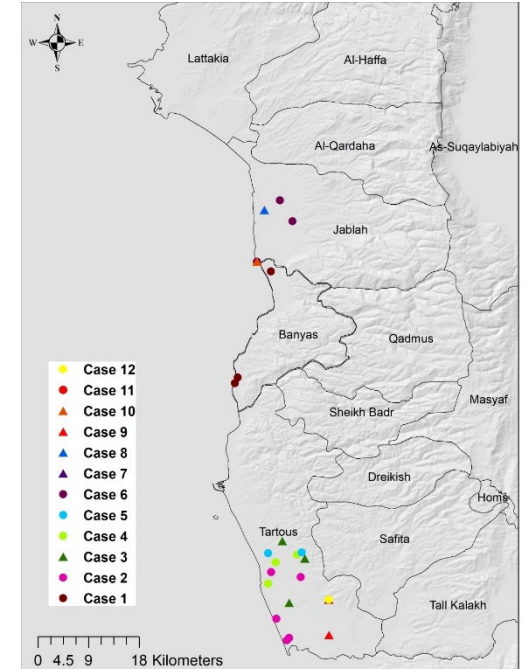 N
W E
S
Lattakia
Al-Haffa
Al-Qardaha
As-Suqaylabiyah
Jablah
Banyas
Qadmus
Masyaf
Sheikh Badr
Dreikish
Homs
Tartous
Safita
Tall Kalakh
Case 12
Case 11
Case 10
Case 9
Case 8
Case 7
Case 6
Case 5
Case 4
Case 3
Case 2
Case 1
0 4.5 9 18 Kilometers